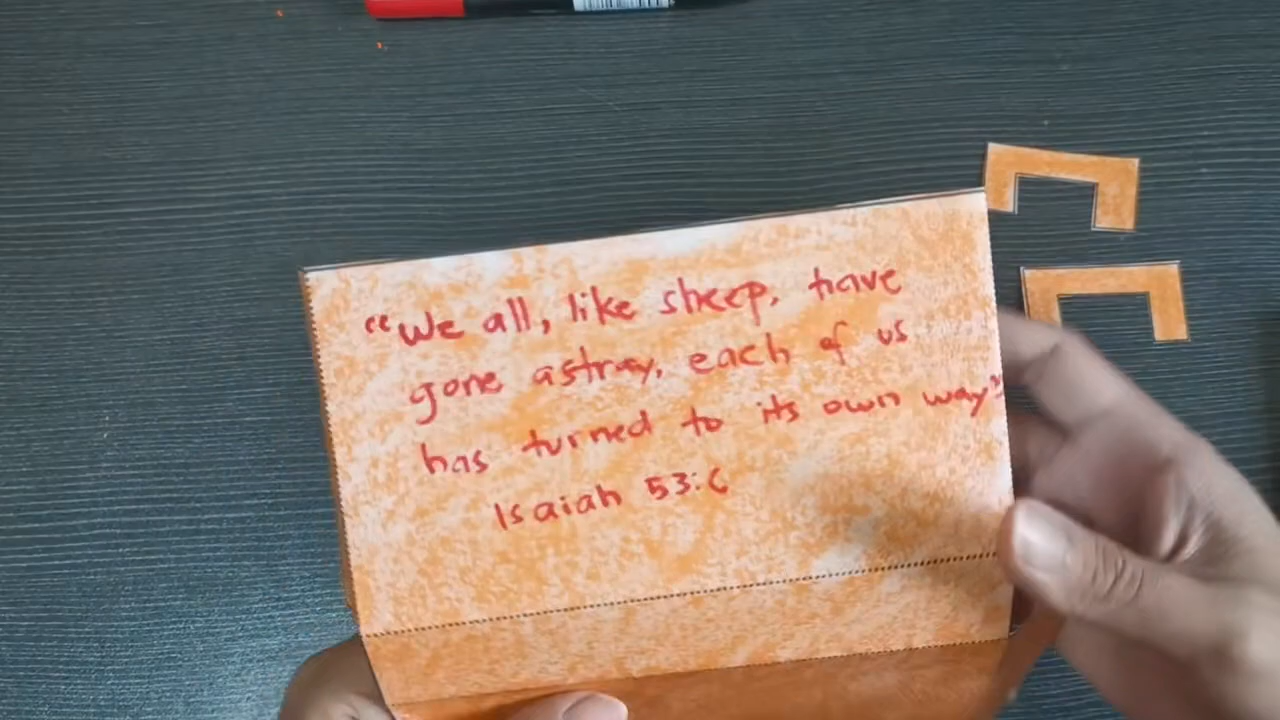 “We all, like sheep, have
gone astray, each of us
has turned to its own way”
Isaiah 53:6